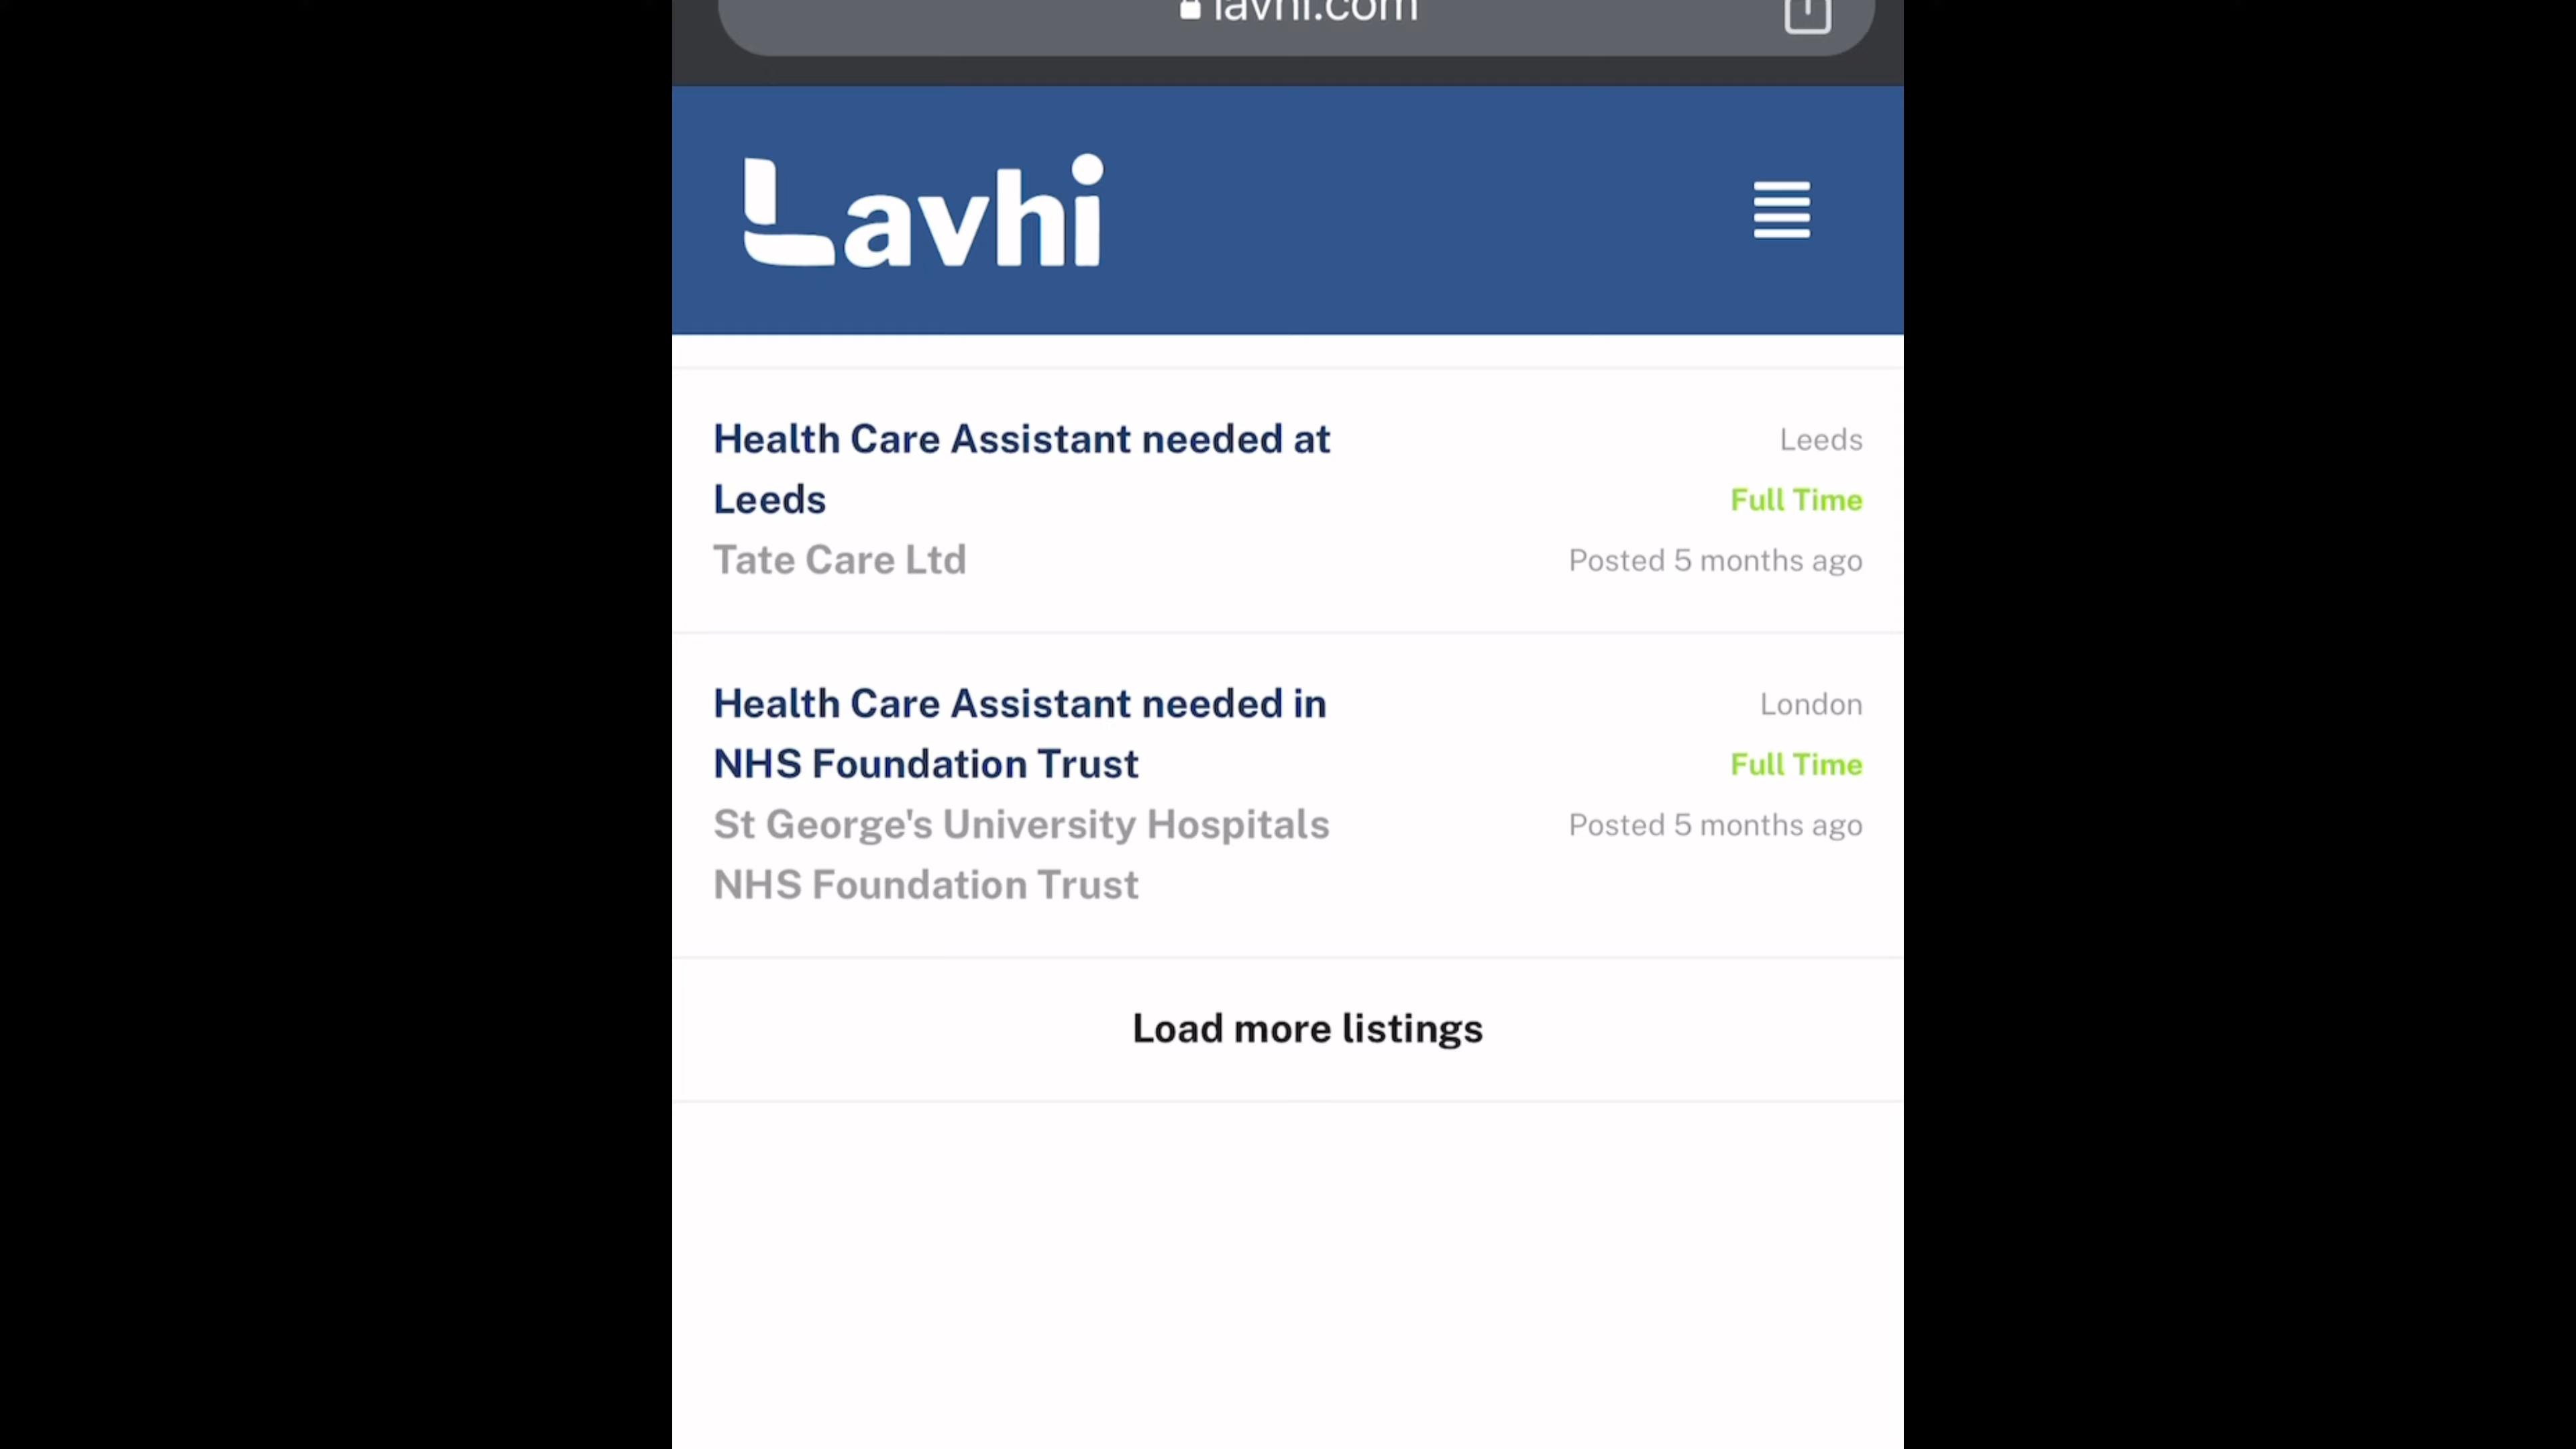 lavhi.com
Lavhi
Health Care Assistant needed at
Leeds
Leeds
Full Time
Tate Care Ltd
Posted 5 months ago
Health Care Assistant needed in
London
NHS Foundation Trust
Full Time
St George's University Hospitals
Posted 5 months ago
NHS Foundation Trust
Load more listings